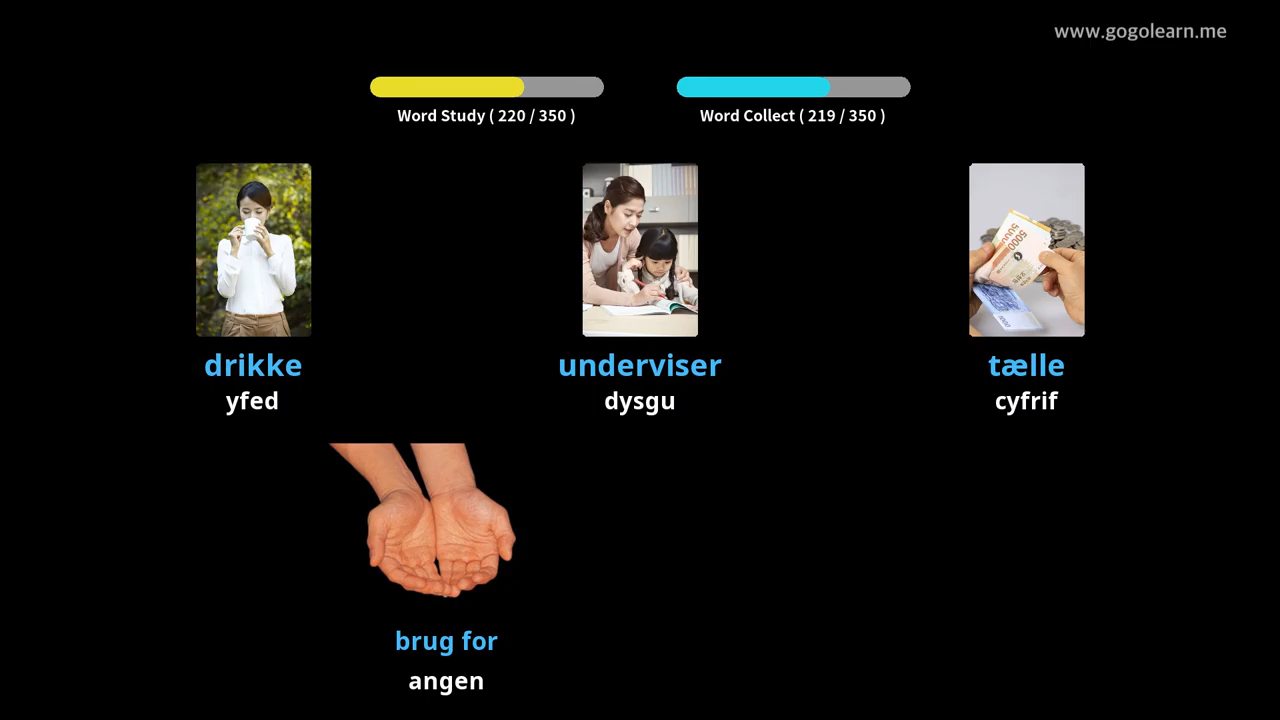 www.gogolearn.me
Word Study ( 220 / 350 )
Word Collect ( 219 / 350 )
drikke
underviser
tælle
yfed
dysgu
cyfrif
brug for
angen